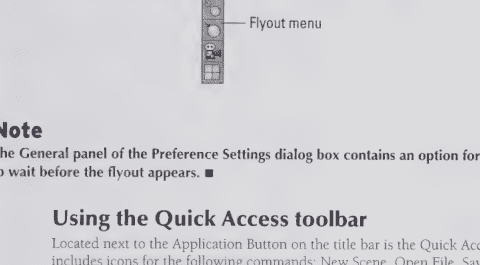 Flyout menu
Note
The General panel of the Preference Settings dialog box contains an option for
to wait before the flyout appears. ■
Using the Quick Access toolbar
Located next to the Application Button on the title bar is the Quick Acc
includes icons for the following commands: New Scene, Open File, Sav